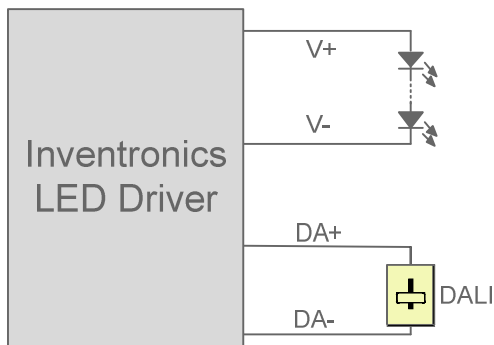 Inventronics
LED Driver
V+
V-
DA+
DA-
DALI